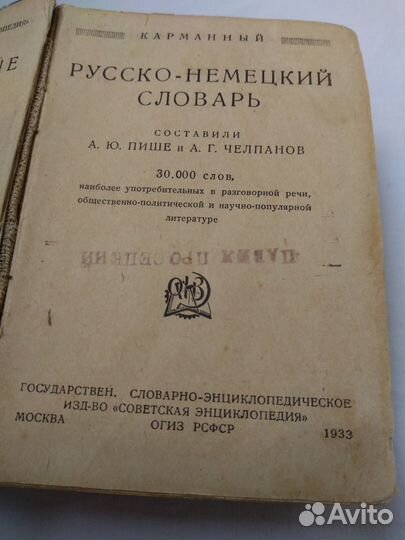 КАРМАННЫЙ
РУССКО-НЕМЕЦКИЙ
СЛОВАРЬ
СОСТАВИЛИ
А. Ю. ПИШЕ и А. Г. ЧЕЛПАНОВ
30.000 слов,
наиболее употребительных в разговорной речи,
общественно-политической и научно-популярной
литературе
ГОСУДАРСТВЕН. СЛОВАРНО-ЭНЦИКЛОПЕДИЧЕСКОЕ
ИЗД-ВО «СОВЕТСКАЯ ЭНЦИКЛОПЕДИЯ»
МОСКВА ОГИЗ РСФСР 1933
Avito